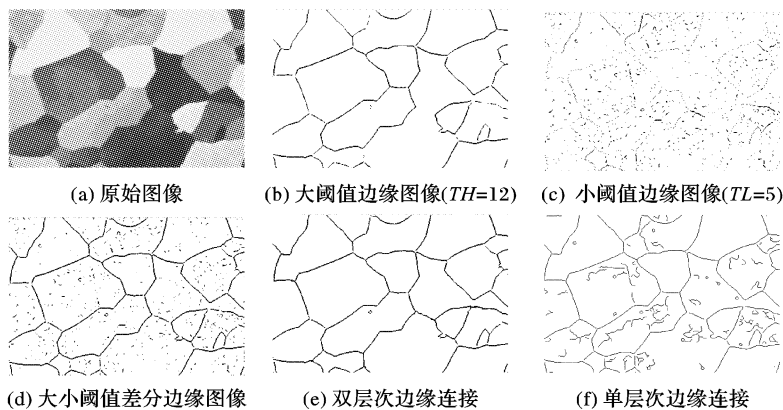 (a) 原始图像
(b) 大阈值边缘图像(TH=12)
(c) 小阈值边缘图像(TL=5)
(d) 大小阈值差分边缘图像
(e) 双层次边缘连接
(f) 单层次边缘连接